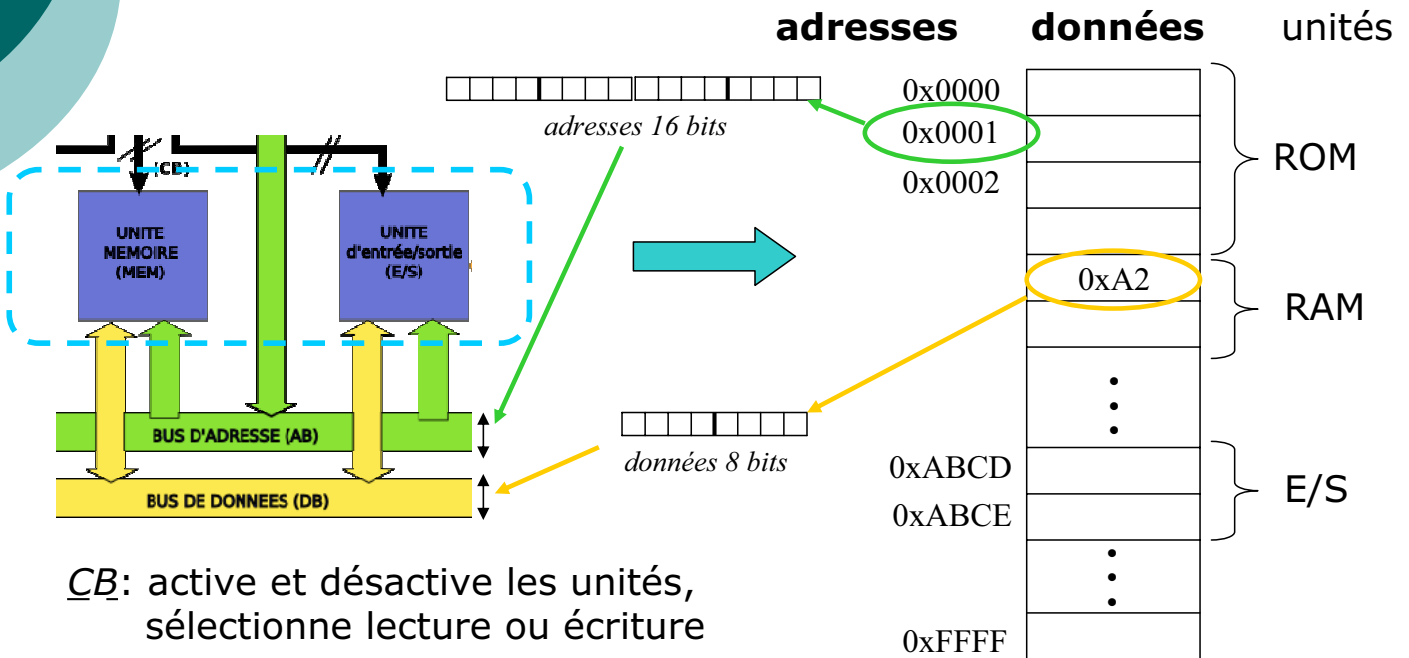 adresses données unités
0x0000
adresses 16 bits
0x0001
ROM
(CB)
0x0002
UNITE
MEMOIRE
(MEM)
UNITE
d'entrée/sortie
(E/S)
0xA2
RAM
BUS D'ADRESSE (AB)
données 8 bits
0xABCD
E/S
BUS DE DONNEES (DB)
0xABCE
CB: active et désactive les unités,
sélectionne lecture ou écriture
0xFFFF